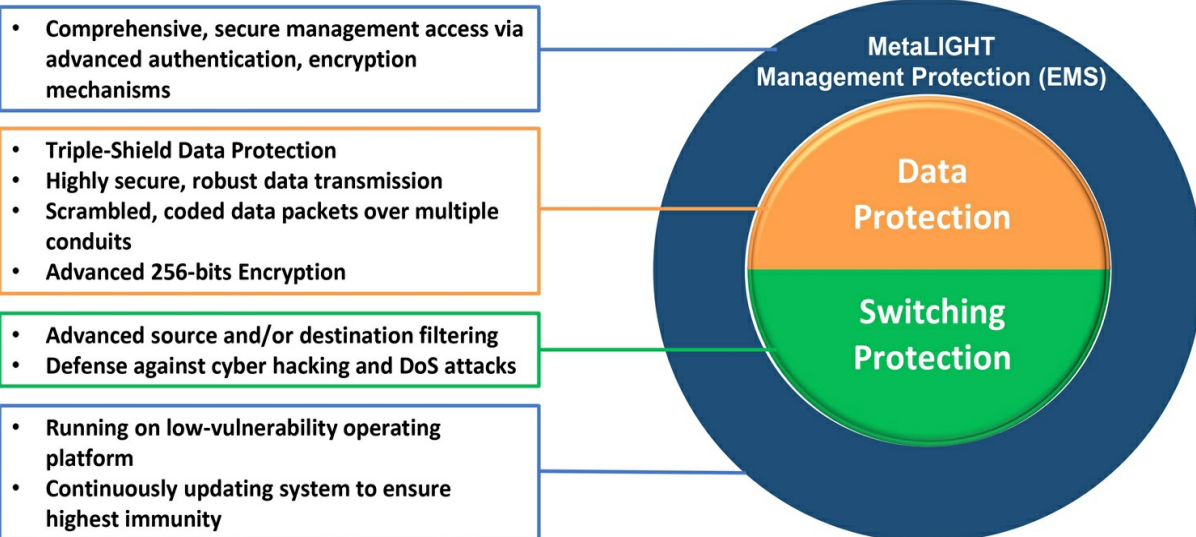 • Comprehensive, secure management access via
advanced authentication, encryption
mechanisms
• Triple-Shield Data Protection
• Highly secure, robust data transmission
• Scrambled, coded data packets over multiple
conduits
• Advanced 256-bits Encryption
• Advanced source and/or destination filtering
• Defense against cyber hacking and DoS attacks
• Running on low-vulnerability operating
platform
• Continuously updating system to ensure
highest immunity
MetaLIGHT
Management Protection (EMS)
Data
Protection
Switching
Protection